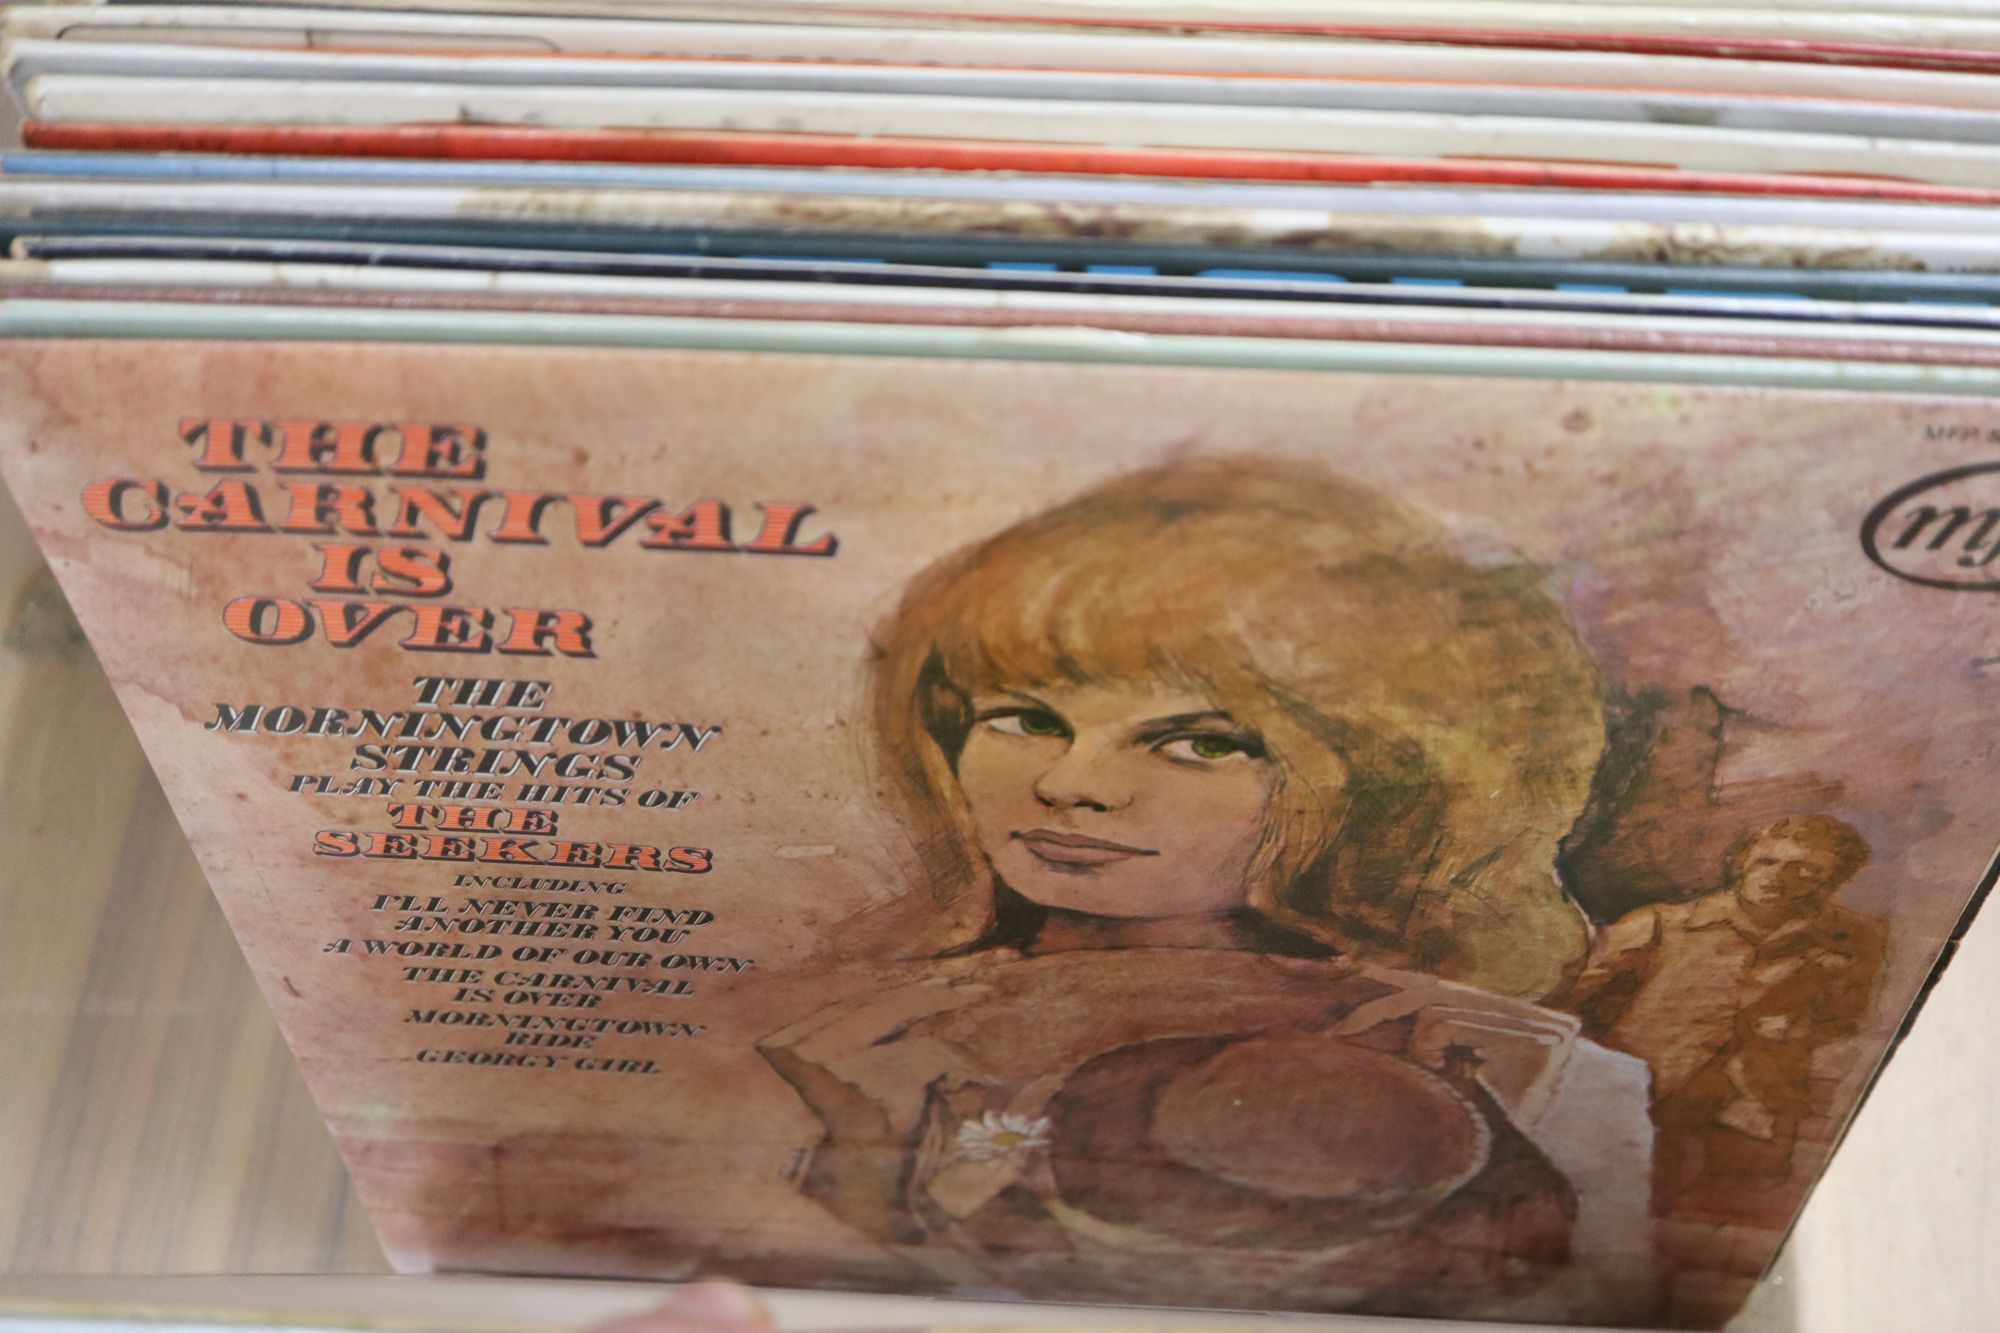 THE
CARNIVAL
IS
OVER
THE
MORNINGTOWN
STRINGS
PLAY THE HITS OF
THE
SEEKERS
INCLUDING
I'LL NEVER FIND
ANOTHER YOU
A WORLD OF OUR OWN
THE CARNIVAL
IS OVER
MORNINGTOWN
RIDE
GEORGY GIRL
MFP